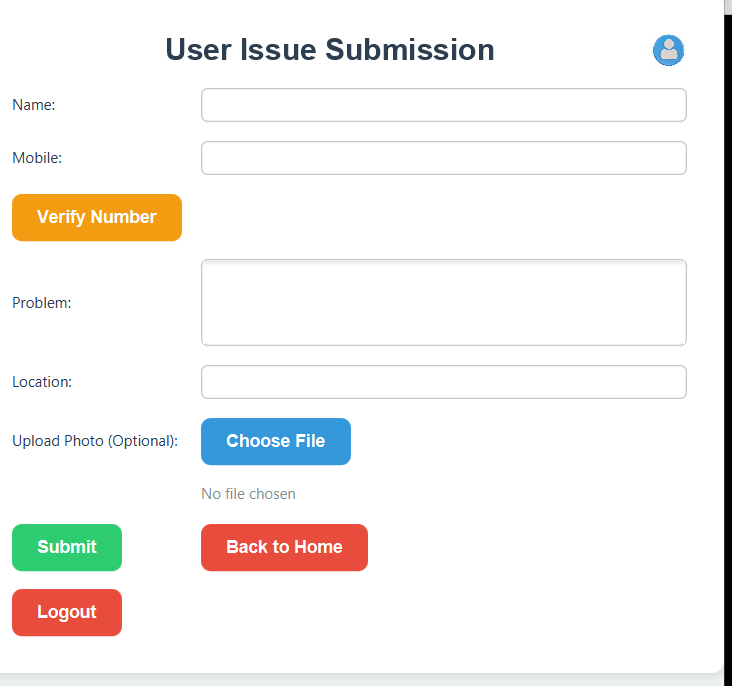 User Issue Submission
Name:
Mobile:
Verify Number
Problem:
Location:
Upload Photo (Optional): Choose File
No file chosen
Submit Back to Home
Logout